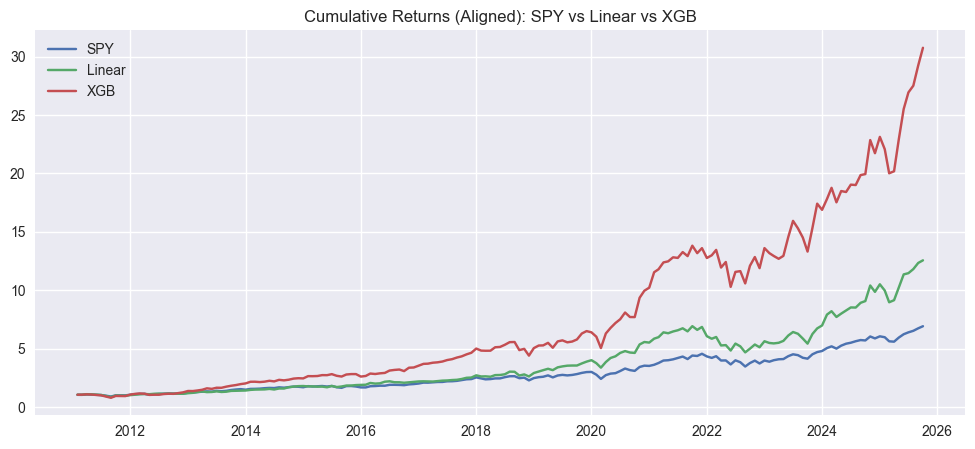 Cumulative Returns (Aligned): SPY vs Linear vs XGB
SPY
Linear
XGB
30
25
20
15
10
5
0
2012 2014 2016 2018 2020 2022 2024 2026